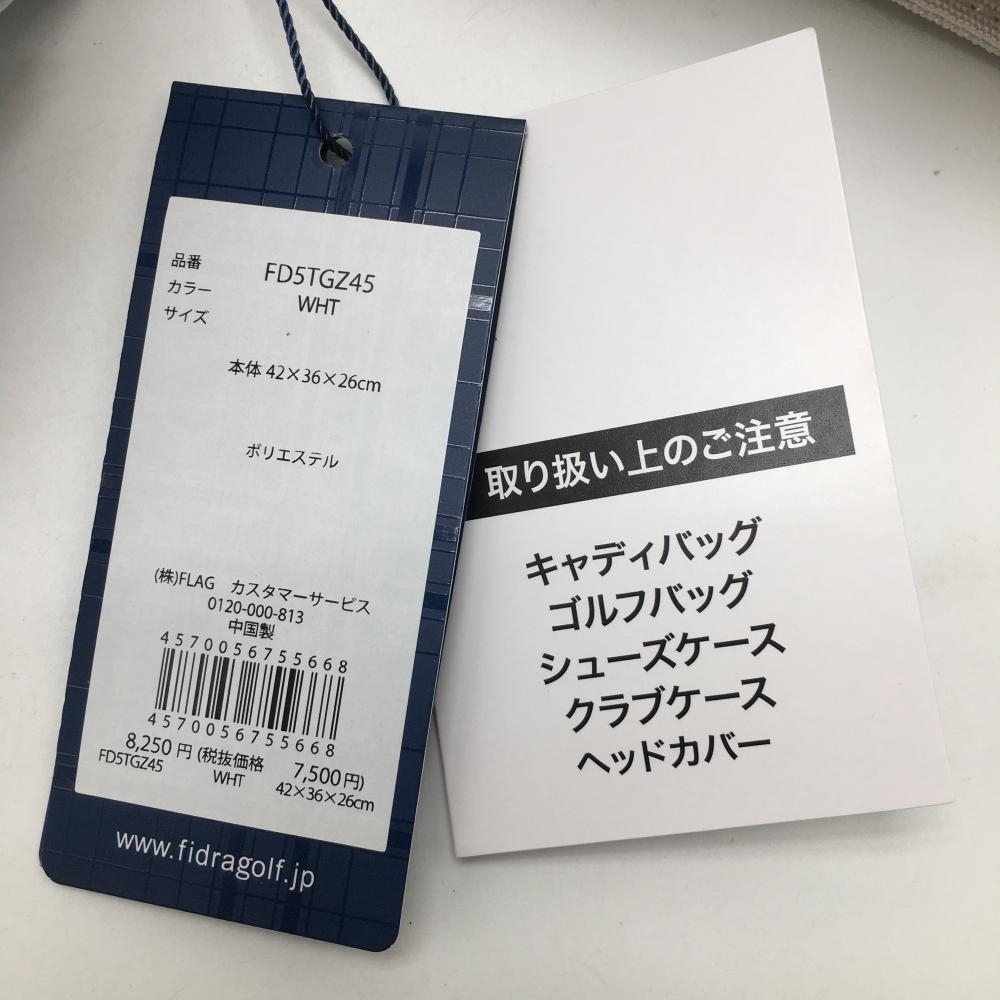 品番 FD5TGZ45
カラー WHT
サイズ
本体 42×36×26cm
ポリエステル
(株)FLAG カスタマーサービス
0120-000-813
中国製
4570056755668
4570056755668
8,250円 (税抜価格 7,500円)
FD5TGZ45 WHT 42×36×26cm
www.fidragolf.jp
取り扱い上のご注意
キャディバッグ
ゴルフバッグ
シューズケース
クラブケース
ヘッドカバー